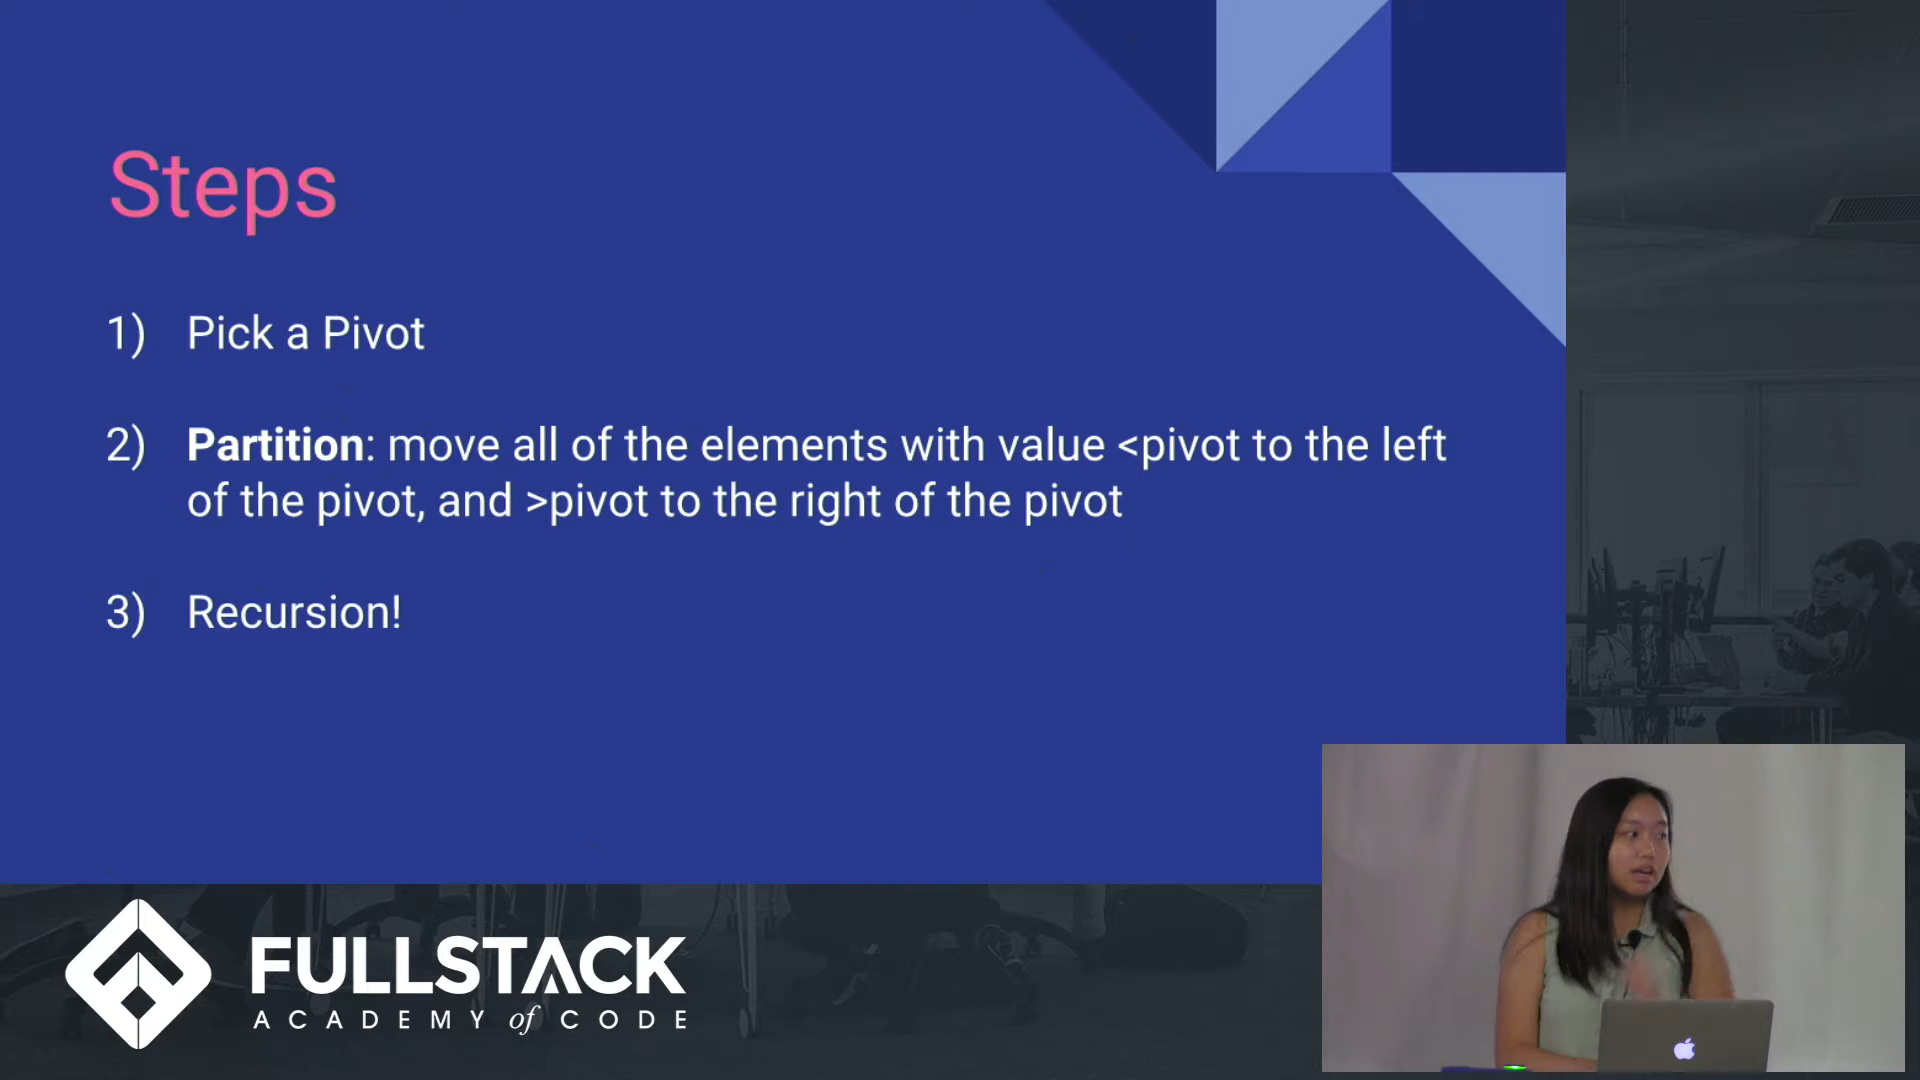 Steps
1) Pick a Pivot
2) Partition: move all of the elements with value <pivot to the left
of the pivot, and >pivot to the right of the pivot
3) Recursion!
FULLSTACK
ACADEMY of CODE